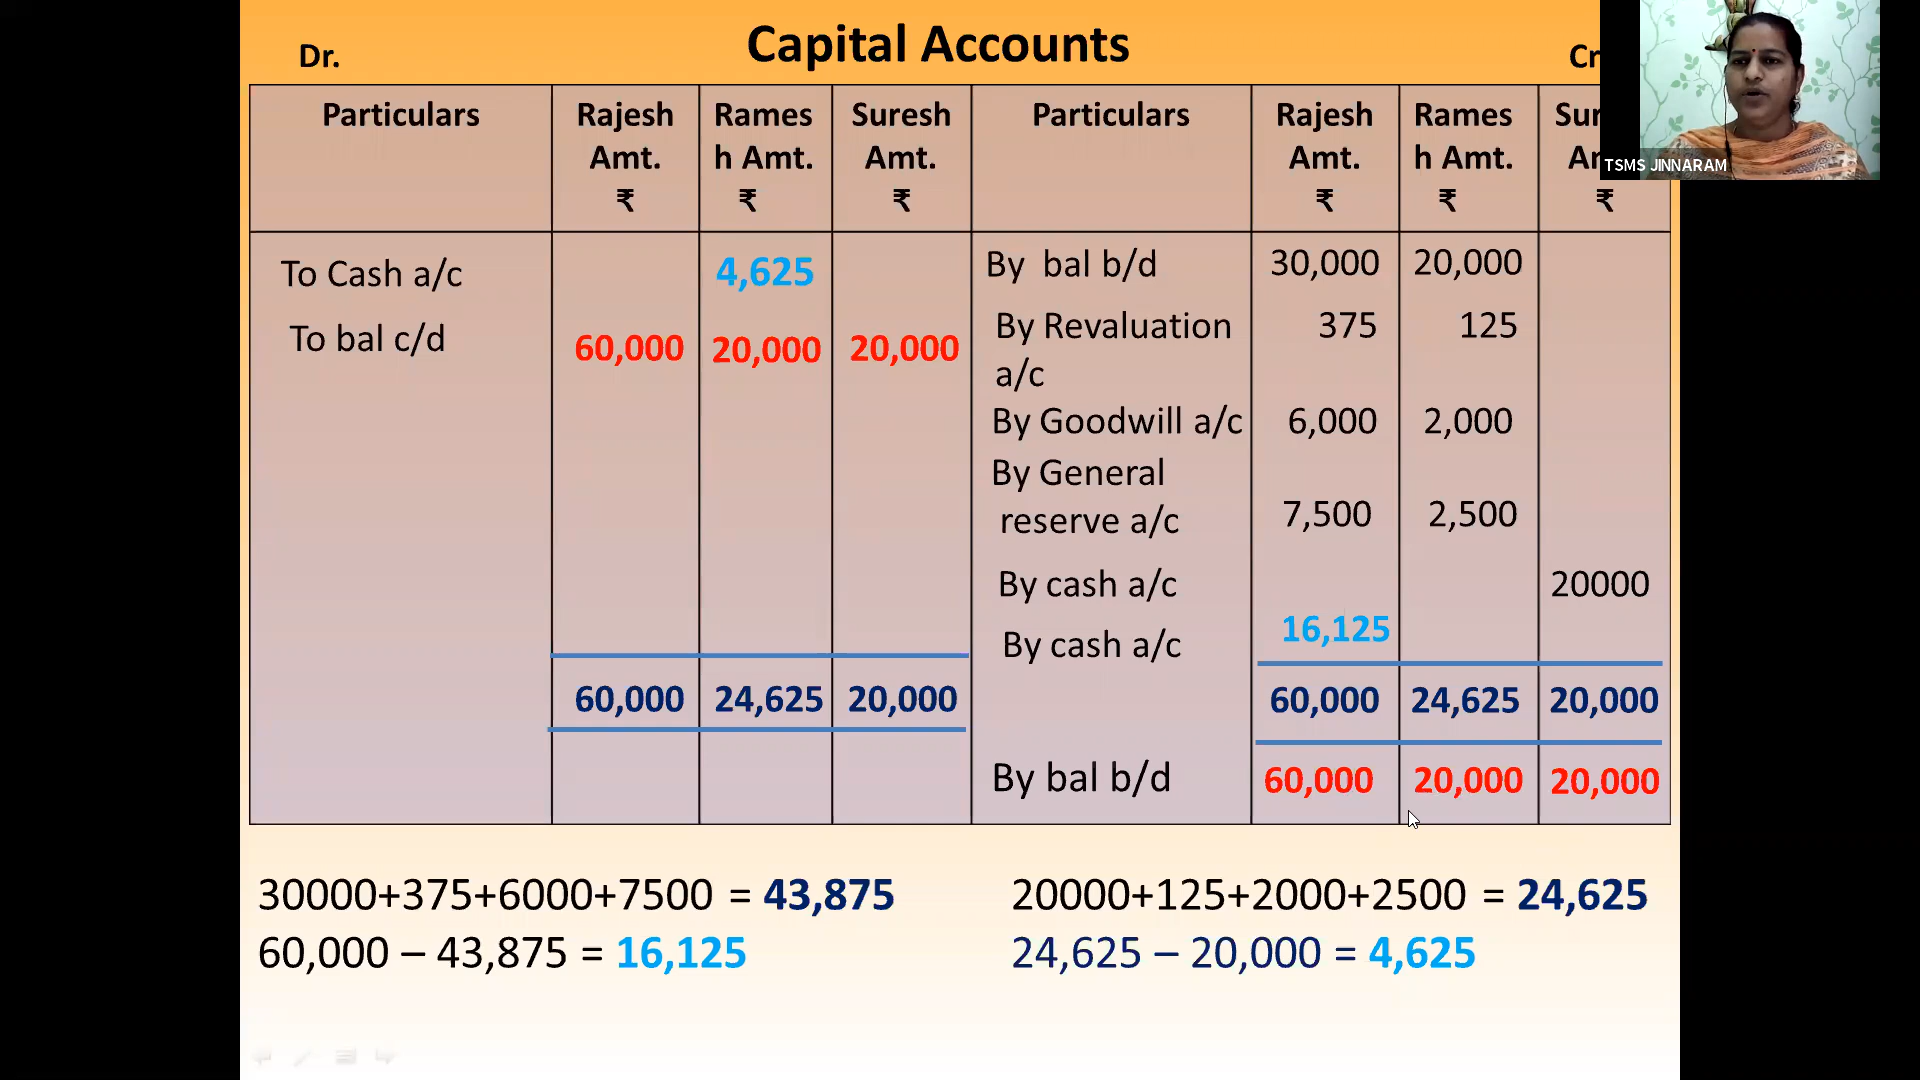 Dr.
Capital Accounts
Cr
TSMS JINNARAM
Particulars Rajesh Rames Suresh Particulars Rajesh Rames Sur
Amt. h Amt. Amt. Amt. h Amt. Am
₹ ₹ ₹ ₹ ₹ ₹
To Cash a/c 4,625 By bal b/d 30,000 20,000
To bal c/d 60,000 20,000 20,000 By Revaluation 375 125
a/c
By Goodwill a/c 6,000 2,000
By General
reserve a/c 7,500 2,500
By cash a/c 20000
By cash a/c 16,125
60,000 24,625 20,000 60,000 24,625 20,000
By bal b/d 60,000 20,000 20,000
30000+375+6000+7500 = 43,875
60,000 – 43,875 = 16,125
20000+125+2000+2500 = 24,625
24,625 – 20,000 = 4,625